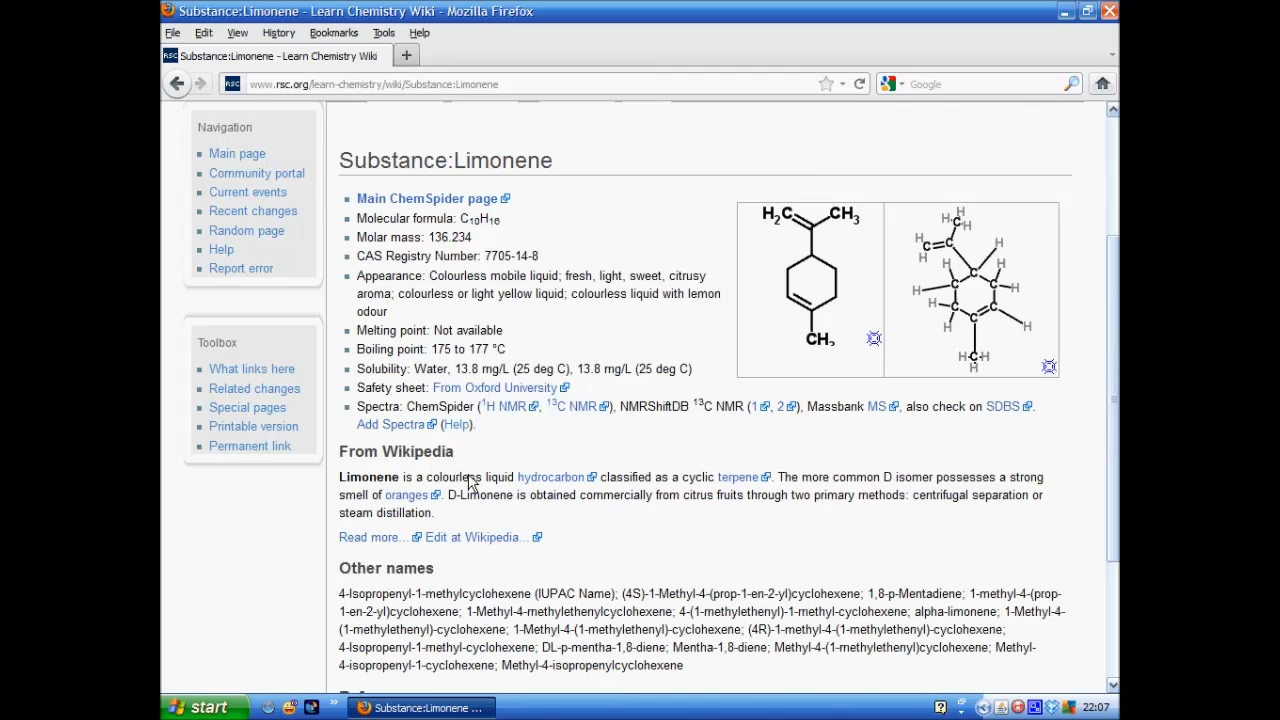 Substance:Limonene - Learn Chemistry Wiki - Mozilla Firefox
File Edit View History Bookmarks Tools Help
RSC Substance:Limonene - Learn Chemistry Wiki
RSC www.rsc.org/learn-chemistry/wiki/Substance:Limonene
Google
Navigation
Main page
Community portal
Current events
Recent changes
Random page
Help
Report error
Toolbox
What links here
Related changes
Special pages
Printable version
Permanent link
Substance:Limonene
Main ChemSpider page
Molecular formula: C10H16
Molar mass: 136.234
CAS Registry Number: 7705-14-8
Appearance: Colourless mobile liquid; fresh, light, sweet, citrusy
aroma; colourless or light yellow liquid; colourless liquid with lemon
odour
Melting point: Not available
Boiling point: 175 to 177 °C
Solubility: Water, 13.8 mg/L (25 deg C), 13.8 mg/L (25 deg C)
Safety sheet: From Oxford University
Spectra: ChemSpider (1H NMR, 13C NMR), NMRShiftDB 13C NMR (1, 2), Massbank MS, also check on SDBS.
Add Spectra (Help).
H2C CH3
CH3
H
H C H
H
C C H
H
H C H
H C C H
H C C H
H C H
H C H
H
From Wikipedia
Limonene is a colourless liquid hydrocarbon classified as a cyclic terpene. The more common D isomer possesses a strong
smell of oranges. D-Limonene is obtained commercially from citrus fruits through two primary methods: centrifugal separation or
steam distillation.
Read more... Edit at Wikipedia...
Other names
4-Isopropenyl-1-methylcyclohexene (IUPAC Name); (4S)-1-Methyl-4-(prop-1-en-2-yl)cyclohexene; 1,8-p-Mentadiene; 1-methyl-4-(prop-
1-en-2-yl)cyclohexene; 1-Methyl-4-methylethenylcyclohexene; 4-(1-methylethenyl)-1-methyl-cyclohexene; alpha-limonene; 1-Methyl-4-
(1-methylethenyl)-cyclohexene; 1-Methyl-4-(1-methylethenyl)-cyclohexene; (4R)-1-methyl-4-(1-methylethenyl)-cyclohexene;
4-Isopropenyl-1-methyl-cyclohexene; DL-p-mentha-1,8-diene; Mentha-1,8-diene; Methyl-4-(1-methylethenyl)cyclohexene; Methyl-
4-isopropenyl-1-cyclohexene; Methyl-4-isopropenylcyclohexene
start
Substance:Limonene ...
22:07